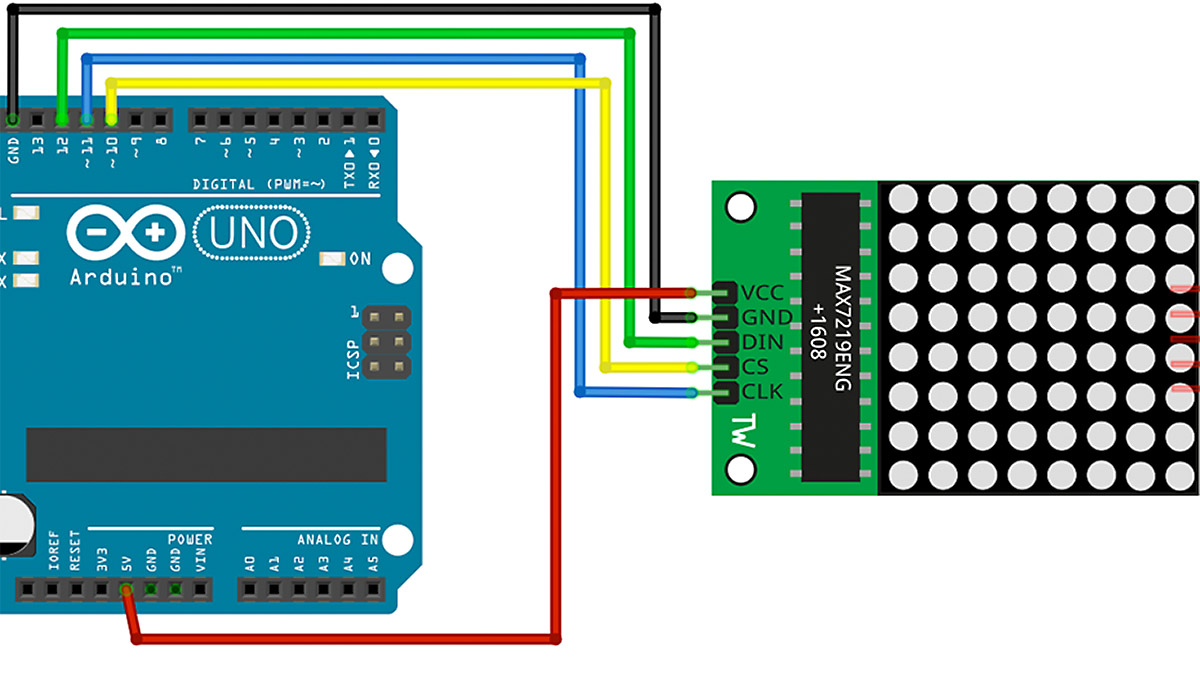 GND
13
12
~11
~10
~9
8
7
~6
~5
4
~3
2
TX0▶1
RX0◀0
DIGITAL (PWM=~)
L
X
X
UNO
ON
Arduino™
1
ICSP
VCC
GND
DIN
CS
CLK
MAX7219ENG
+1608
TW
IOREF
RESET
3V3
5V
GND
GND
VIN
POWER
ANALOG IN
A0
A1
A2
A3
A4
A5